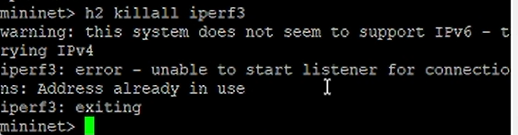 mininet> h2 killall iperf3
warning: this system does not seem to support IPv6 - t
rying IPv4
iperf3: error - unable to start listener for connectio
ns: Address already in use
iperf3: exiting
mininet>